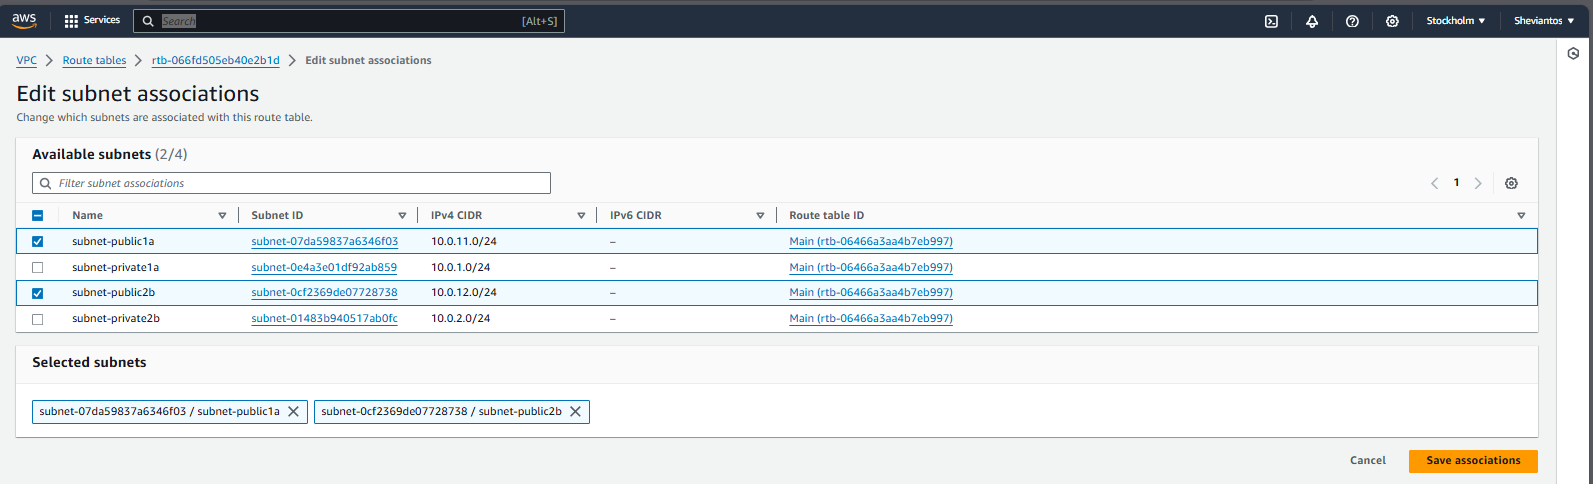 aws Services Search [Alt+S] Stockholm Sheviantos
VPC Route tables rtb-066fd505eb40e2b1d Edit subnet associations
Edit subnet associations
Change which subnets are associated with this route table.
Available subnets (2/4)
Filter subnet associations 1
Name Subnet ID IPv4 CIDR IPv6 CIDR Route table ID
subnet-public1a subnet-07da59837a6346f03 10.0.11.0/24 – Main (rtb-06466a3aa4b7eb997)
subnet-private1a subnet-0e4a3e01df92ab859 10.0.1.0/24 – Main (rtb-06466a3aa4b7eb997)
subnet-public2b subnet-0cf2369de07728738 10.0.12.0/24 – Main (rtb-06466a3aa4b7eb997)
subnet-private2b subnet-01483b940517ab0fc 10.0.2.0/24 – Main (rtb-06466a3aa4b7eb997)
Selected subnets
subnet-07da59837a6346f03 / subnet-public1a subnet-0cf2369de07728738 / subnet-public2b
Cancel Save associations